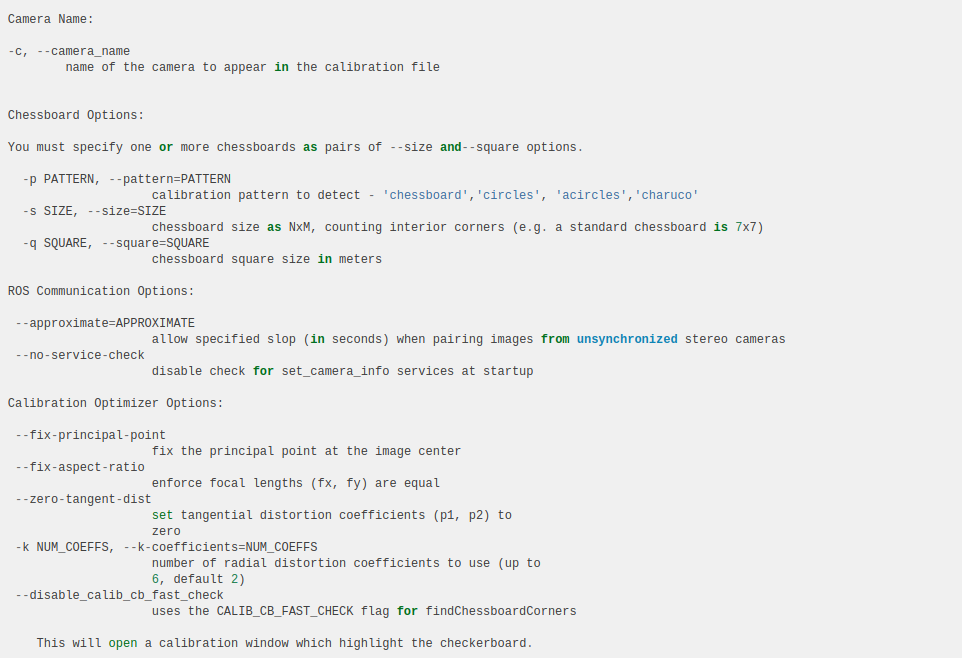 Camera Name:
-c, --camera_name
name of the camera to appear in the calibration file
Chessboard Options:
You must specify one or more chessboards as pairs of --size and--square options.
-p PATTERN, --pattern=PATTERN
calibration pattern to detect - 'chessboard','circles', 'acircles','charuco'
-s SIZE, --size=SIZE
chessboard size as NxM, counting interior corners (e.g. a standard chessboard is 7x7)
-q SQUARE, --square=SQUARE
chessboard square size in meters
ROS Communication Options:
--approximate=APPROXIMATE
allow specified slop (in seconds) when pairing images from unsynchronized stereo cameras
--no-service-check
disable check for set_camera_info services at startup
Calibration Optimizer Options:
--fix-principal-point
fix the principal point at the image center
--fix-aspect-ratio
enforce focal lengths (fx, fy) are equal
--zero-tangent-dist
set tangential distortion coefficients (p1, p2) to
zero
-k NUM_COEFFS, --k-coefficients=NUM_COEFFS
number of radial distortion coefficients to use (up to
6, default 2)
--disable_calib_cb_fast_check
uses the CALIB_CB_FAST_CHECK flag for findChessboardCorners
This will open a calibration window which highlight the checkerboard.